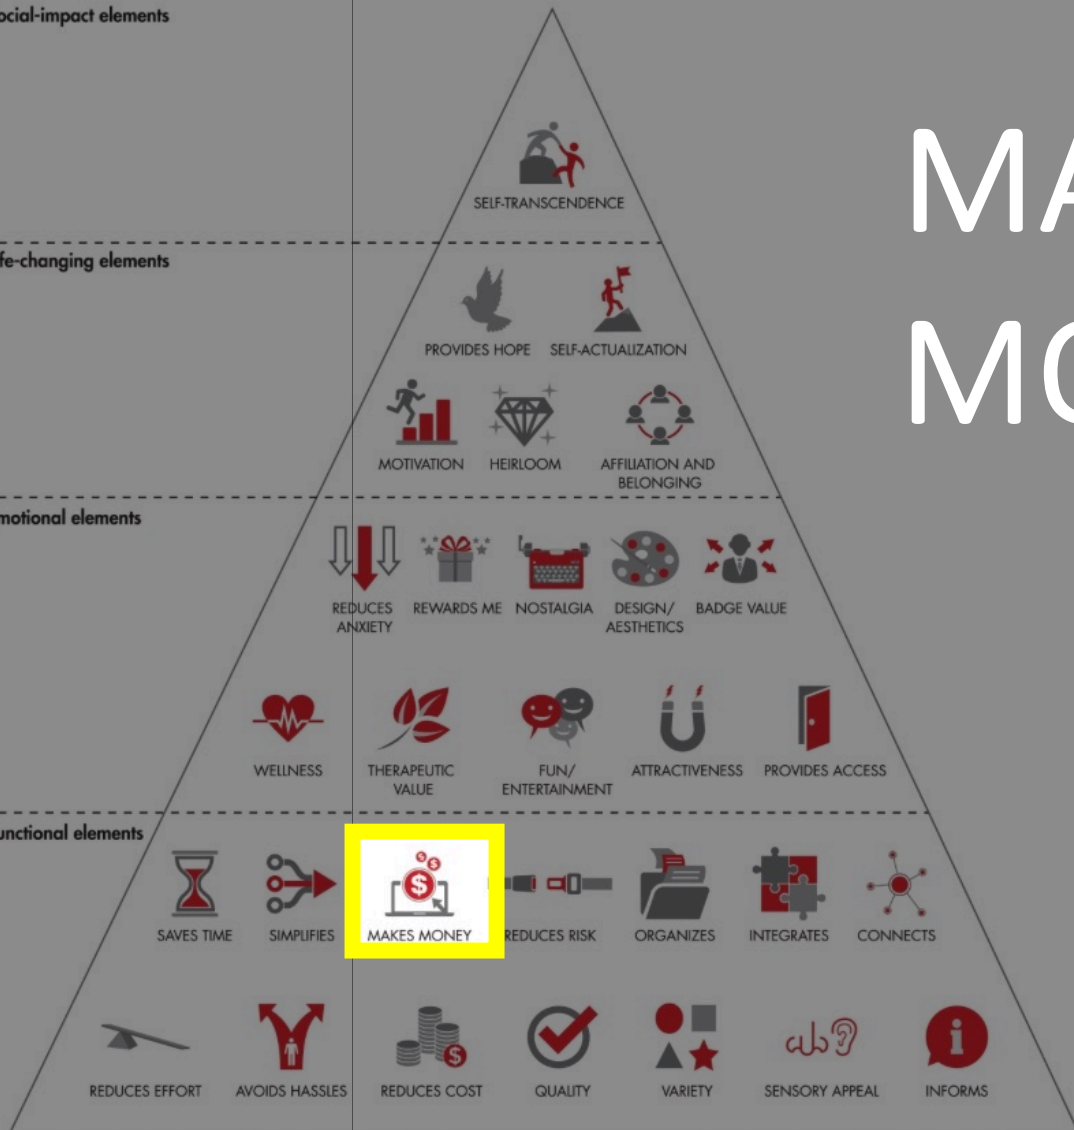 ocial-impact elements
MA
SELF-TRANSCENDENCE
fe-changing elements
MO
PROVIDES HOPE SELF-ACTUALIZATION
MOTIVATION HEIRLOOM AFFILIATION AND
BELONGING
motional elements
REDUCES REWARDS ME NOSTALGIA DESIGN/ BADGE VALUE
ANXIETY AESTHETICS
WELLNESS THERAPEUTIC FUN/ ATTRACTIVENESS PROVIDES ACCESS
VALUE ENTERTAINMENT
unctional elements
$ $
$
SAVES TIME SIMPLIFIES MAKES MONEY REDUCES RISK ORGANIZES INTEGRATES CONNECTS
$
i
REDUCES EFFORT AVOIDS HASSLES REDUCES COST QUALITY VARIETY SENSORY APPEAL INFORMS